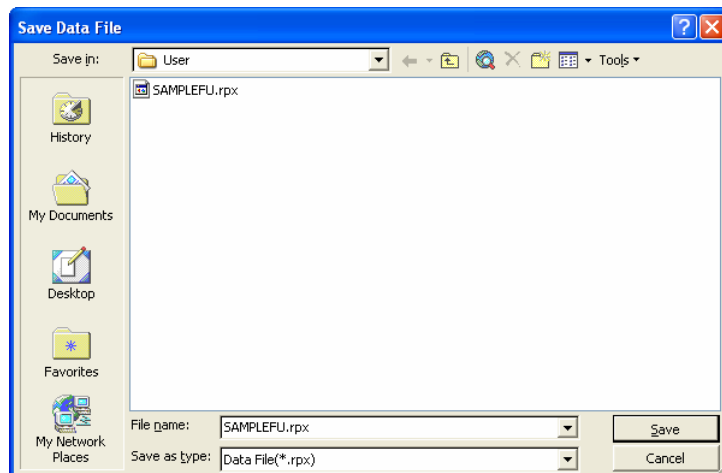 Save Data File
Save in:
User
Tools
SAMPLEFU.rpx
History
My Documents
Desktop
Favorites
My Network
Places
File name:
SAMPLEFU.rpx
Save
Save as type:
Data File(*.rpx)
Cancel